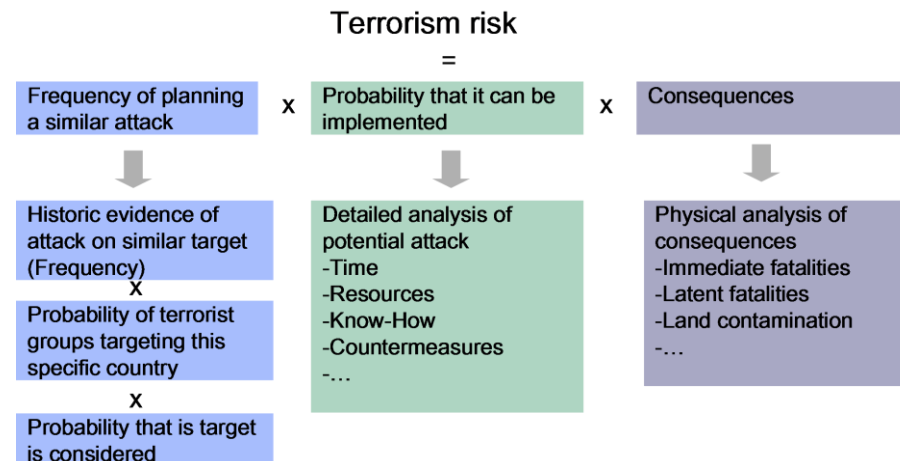 Terrorism risk
=
Frequency of planning
a similar attack
x
Probability that it can be
implemented
x
Consequences
Historic evidence of
attack on similar target
(Frequency)
x
Probability of terrorist
groups targeting this
specific country
x
Probability that is target
is considered
Detailed analysis of
potential attack
-Time
-Resources
-Know-How
-Countermeasures
-...
Physical analysis of
consequences
-Immediate fatalities
-Latent fatalities
-Land contamination
-...